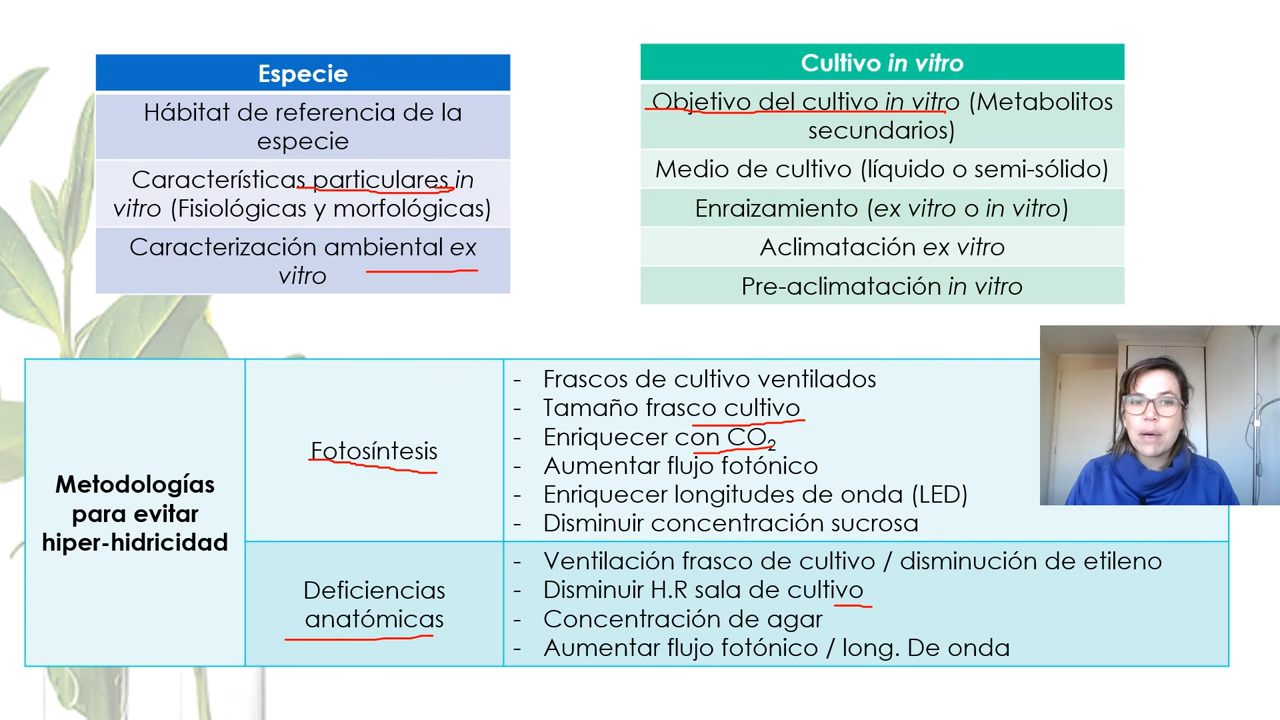 Especie
Hábitat de referencia de la
especie
Características particulares in
vitro (Fisiológicas y morfológicas)
Caracterización ambiental ex
vitro
Cultivo in vitro
Objetivo del cultivo in vitro (Metabolitos
secundarios)
Medio de cultivo (líquido o semi-sólido)
Enraizamiento (ex vitro o in vitro)
Aclimatación ex vitro
Pre-aclimatación in vitro
Metodologías
para evitar
hiper-hidricidad
Fotosíntesis
- Frascos de cultivo ventilados
- Tamaño frasco cultivo
- Enriquecer con CO₂
- Aumentar flujo fotónico
- Enriquecer longitudes de onda (LED)
- Disminuir concentración sucrosa
Deficiencias
anatómicas
- Ventilación frasco de cultivo / disminución de etileno
- Disminuir H.R sala de cultivo
- Concentración de agar
- Aumentar flujo fotónico / long. De onda